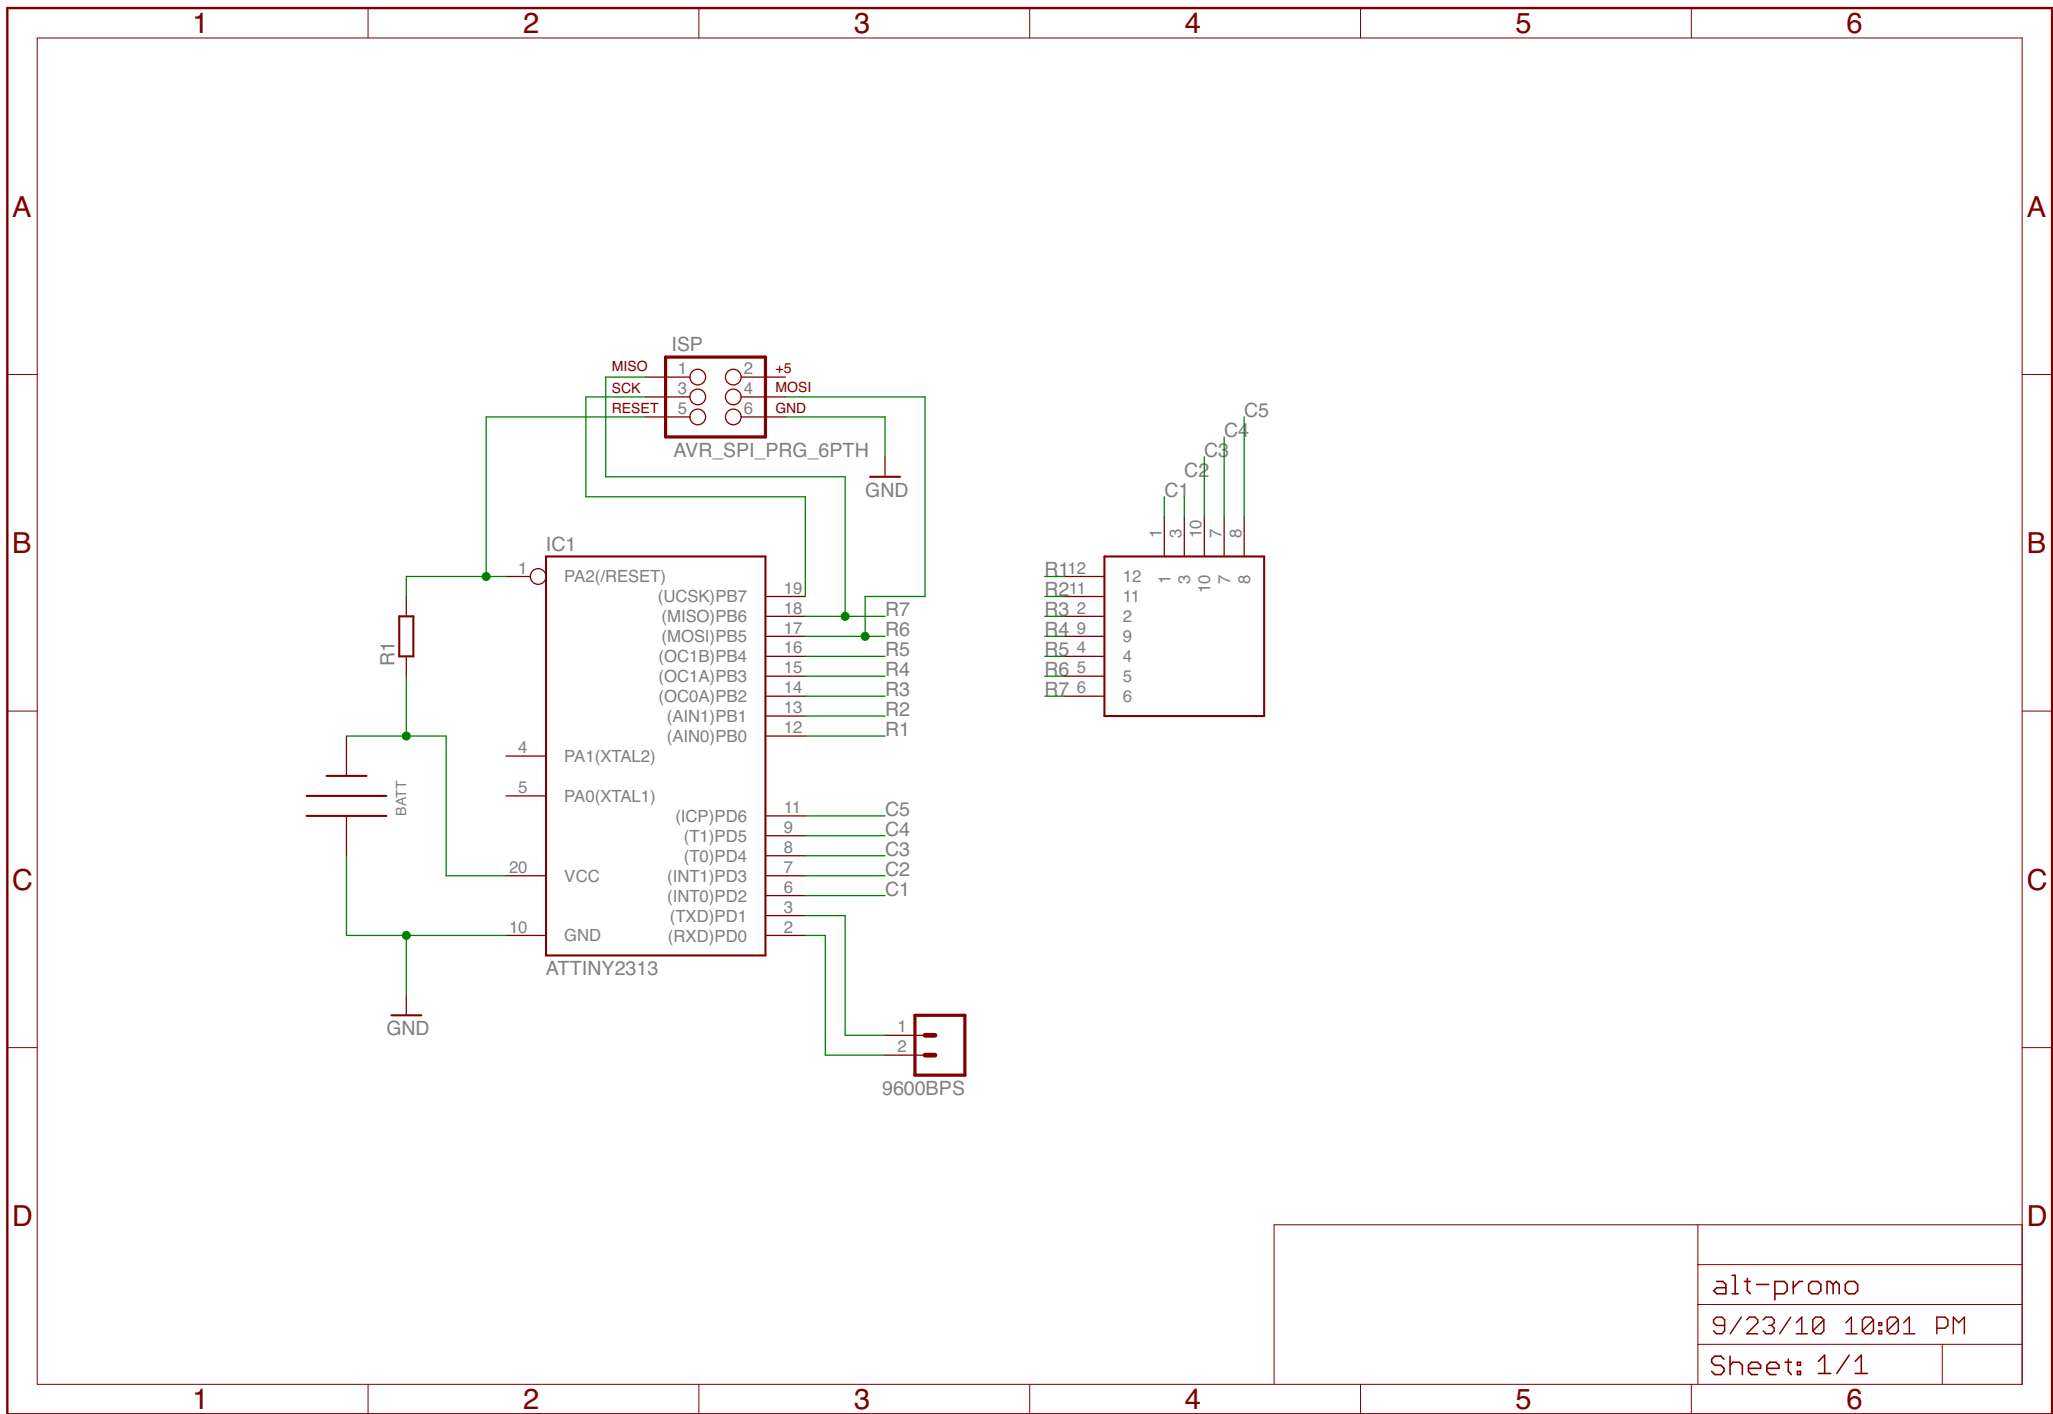 1 2 3 4 5 6
A A
ISP
MISO 1 2 +5
SCK 3 4 MOSI
RESET 5 6 GND
AVR_SPI_PRG_6PTH
GND
C5
C4
C3
C2
C1
1 3 10 7 8
B B
IC1
1 PA2(/RESET)
(UCSK)PB7 19
(MISO)PB6 18 R7
(MOSI)PB5 17 R6
(OC1B)PB4 16 R5
(OC1A)PB3 15 R4
(OC0A)PB2 14 R3
(AIN1)PB1 13 R2
(AIN0)PB0 12 R1
R1
4 PA1(XTAL2)
5 PA0(XTAL1)
BATT
(ICP)PD6 11 C5
(T1)PD5 9 C4
(T0)PD4 8 C3
20 VCC
(INT1)PD3 7 C2
(INT0)PD2 6 C1
(TXD)PD1 3
10 GND
(RXD)PD0 2
ATTINY2313
GND
1 3 10 7 8
R1 12 12
R2 11 11
R3 2 2
R4 9 9
R5 4 4
R6 5 5
R7 6 6
C C
1
2
9600BPS
D D
alt-promo
9/23/10 10:01 PM
Sheet: 1/1
1 2 3 4 5 6